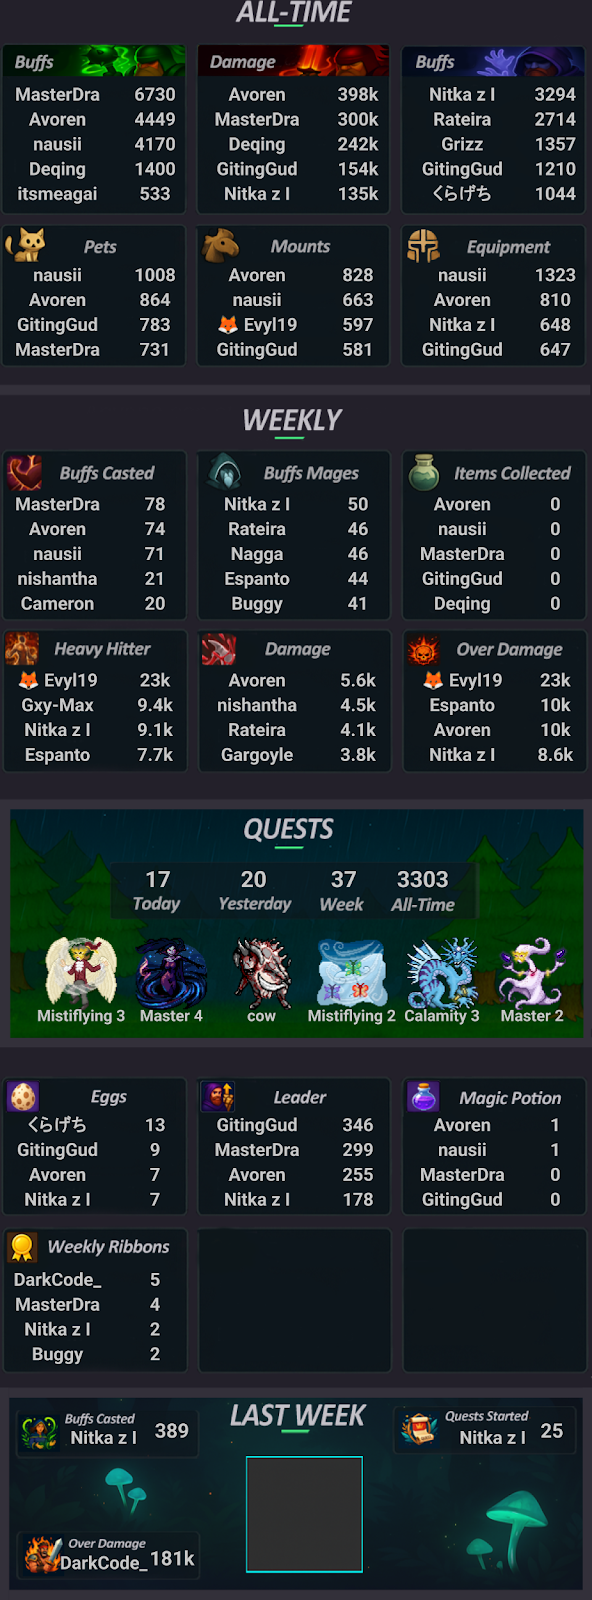 ALL-TIME
Buffs
MasterDra 6730
Avoren 4449
nausii 4170
Deqing 1400
itsmeagai 533
Damage
Avoren 398k
MasterDra 300k
Deqing 242k
GitingGud 154k
Nitka z l 135k
Buffs
Nitka z l 3294
Rateira 2714
Grizz 1357
GitingGud 1210
くらげち 1044
Pets
nausii 1008
Avoren 864
GitingGud 783
MasterDra 731
Mounts
Avoren 828
nausii 663
🦊 Evyl19 597
GitingGud 581
Equipment
nausii 1323
Avoren 810
Nitka z l 648
GitingGud 647
WEEKLY
Buffs Casted
MasterDra 78
Avoren 74
nausii 71
nishantha 21
Cameron 20
Buffs Mages
Nitka z l 50
Rateira 46
Nagga 46
Espanto 44
Buggy 41
Items Collected
Avoren 0
nausii 0
MasterDra 0
GitingGud 0
Deqing 0
Heavy Hitter
🦊 Evyl19 23k
Gxy-Max 9.4k
Nitka z l 9.1k
Espanto 7.7k
Damage
Avoren 5.6k
nishantha 4.5k
Rateira 4.1k
Gargoyle 3.8k
Over Damage
🦊 Evyl19 23k
Espanto 10k
Avoren 10k
Nitka z l 8.6k
QUESTS
17 20 37 3303
Today Yesterday Week All-Time
Mistiflying 3 Master 4 cow Mistiflying 2 Calamity 3 Master 2
Eggs
くらげち 13
GitingGud 9
Avoren 7
Nitka z l 7
Leader
GitingGud 346
MasterDra 299
Avoren 255
Nitka z l 178
Magic Potion
Avoren 1
nausii 1
MasterDra 0
GitingGud 0
Weekly Ribbons
DarkCode_ 5
MasterDra 4
Nitka z l 2
Buggy 2
LAST WEEK
Buffs Casted
Nitka z l 389
Quests Started
Nitka z l 25
Over Damage
DarkCode_ 181k